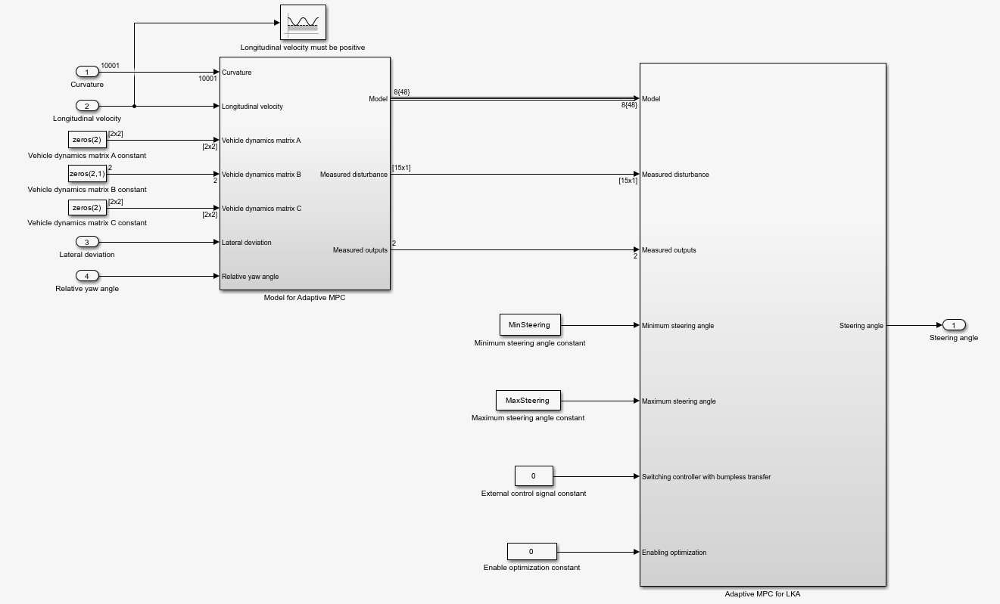 Longitudinal velocity must be positive
1
10001
Curvature
10001
Curvature
2
Longitudinal velocity
Longitudinal velocity
zeros(2)
[2x2]
Vehicle dynamics matrix A constant
[2x2]
Vehicle dynamics matrix A
zeros(2,1)
2
Vehicle dynamics matrix B constant
2
Vehicle dynamics matrix B
zeros(2)
[2x2]
Vehicle dynamics matrix C constant
[2x2]
Vehicle dynamics matrix C
3
Lateral deviation
Lateral deviation
4
Relative yaw angle
Relative yaw angle
Model
8{48}
Measured disturbance
[15x1]
Measured outputs
2
Model for Adaptive MPC
8{48}
Model
[15x1]
Measured disturbance
2
Measured outputs
MinSteering
Minimum steering angle constant
Minimum steering angle
MaxSteering
Maximum steering angle constant
Maximum steering angle
0
External control signal constant
Switching controller with bumpless transfer
0
Enable optimization constant
Enabling optimization
Steering angle
1
Steering angle
Adaptive MPC for LKA